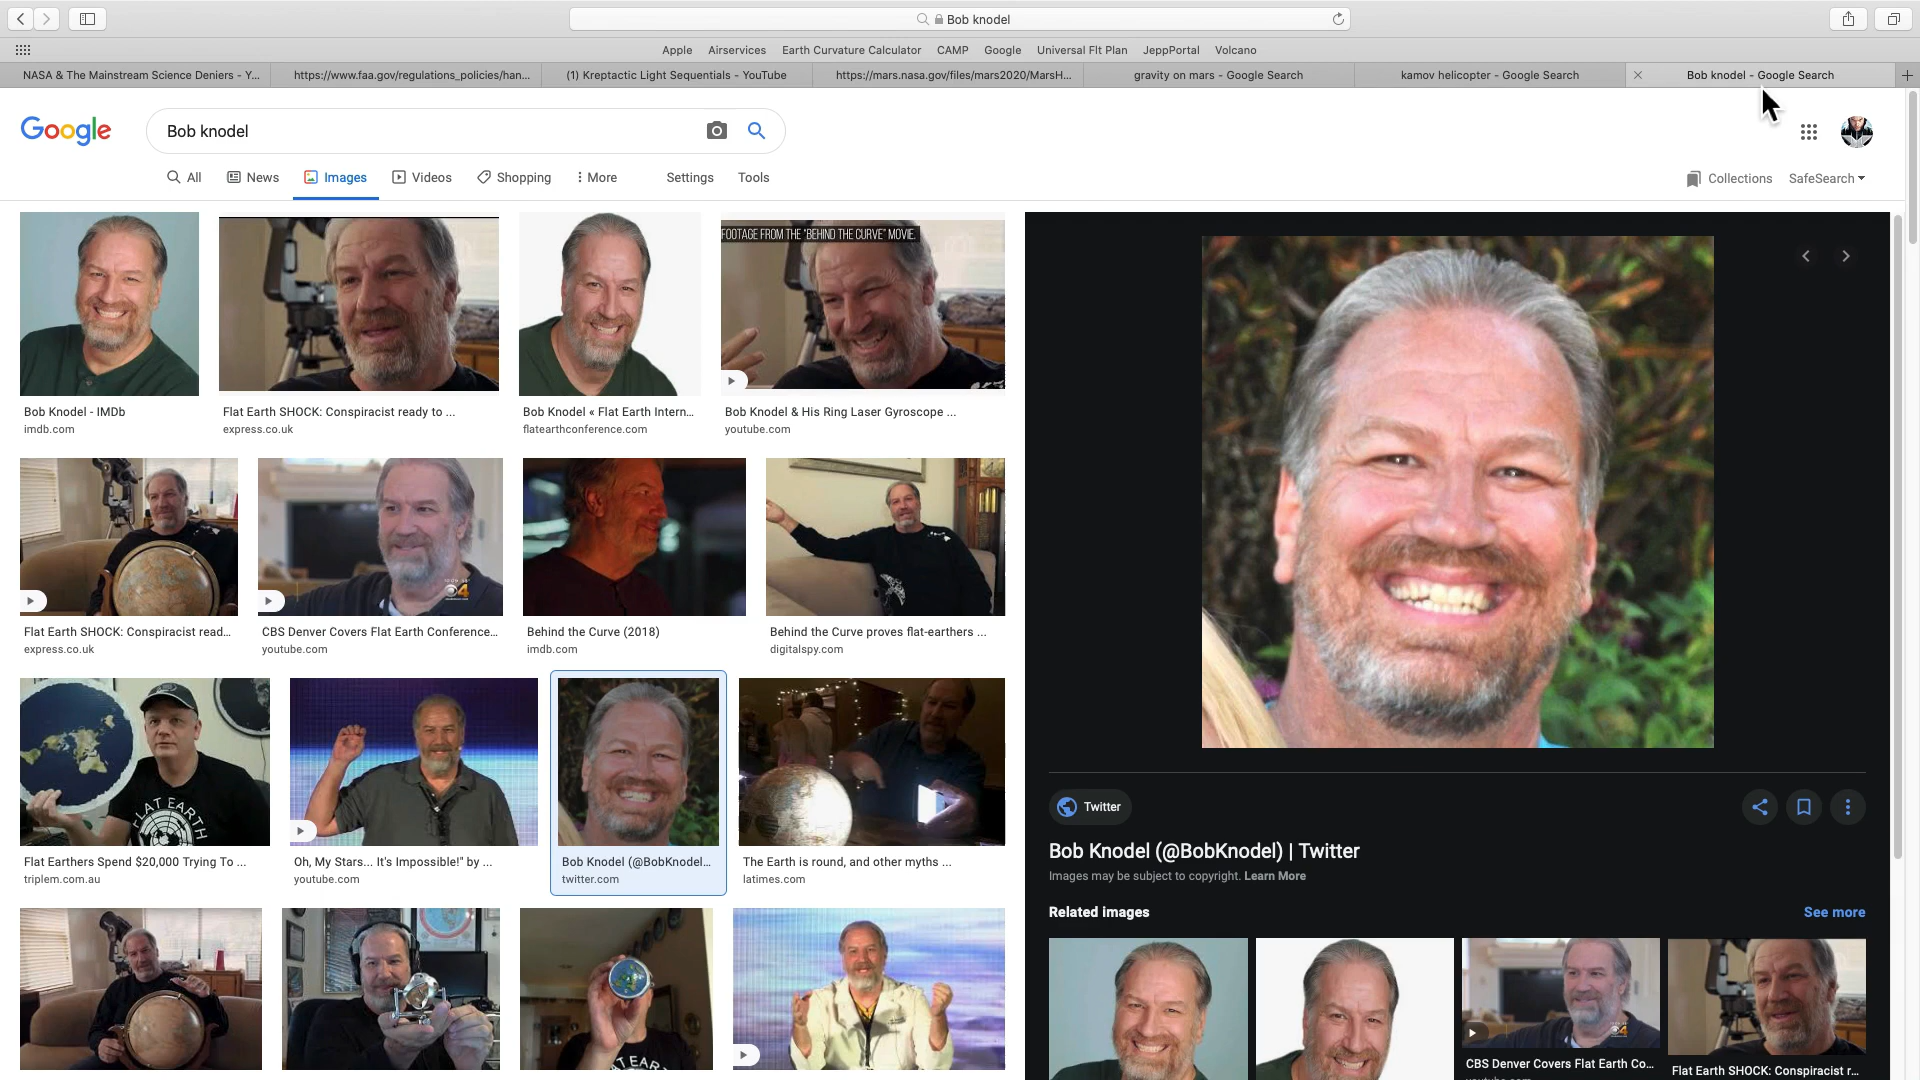 Bob knodel
Apple Airservices Earth Curvature Calculator CAMP Google Universal Flt Plan JeppPortal Volcano
NASA & The Mainstream Science Deniers - Y... https://www.faa.gov/regulations_policies/han... (1) Kreptactic Light Sequentials - YouTube https://mars.nasa.gov/files/mars2020/MarsH... gravity on mars - Google Search kamov helicopter - Google Search Bob knodel - Google Search
Google Bob knodel
All News Images Videos Shopping More Settings Tools Collections SafeSearch
FOOTAGE FROM THE "BEHIND THE CURVE" MOVIE.
Bob Knodel - IMDb
imdb.com
Flat Earth SHOCK: Conspiracist ready to ...
express.co.uk
Bob Knodel « Flat Earth Intern...
flatearthconference.com
Bob Knodel & His Ring Laser Gyroscope ...
youtube.com
4
Flat Earth SHOCK: Conspiracist read...
express.co.uk
CBS Denver Covers Flat Earth Conference...
youtube.com
Behind the Curve (2018)
imdb.com
Behind the Curve proves flat-earthers ...
digitalspy.com
FLAT EARTH
Flat Earthers Spend $20,000 Trying To ...
triplem.com.au
Oh, My Stars... It's Impossible!" by ...
youtube.com
Bob Knodel (@BobKnodel...
twitter.com
The Earth is round, and other myths ...
latimes.com
FLAT EARTH
Twitter
Bob Knodel (@BobKnodel) | Twitter
Images may be subject to copyright. Learn More
Related images See more
4
CBS Denver Covers Flat Earth Co...
Flat Earth SHOCK: Conspiracist r...